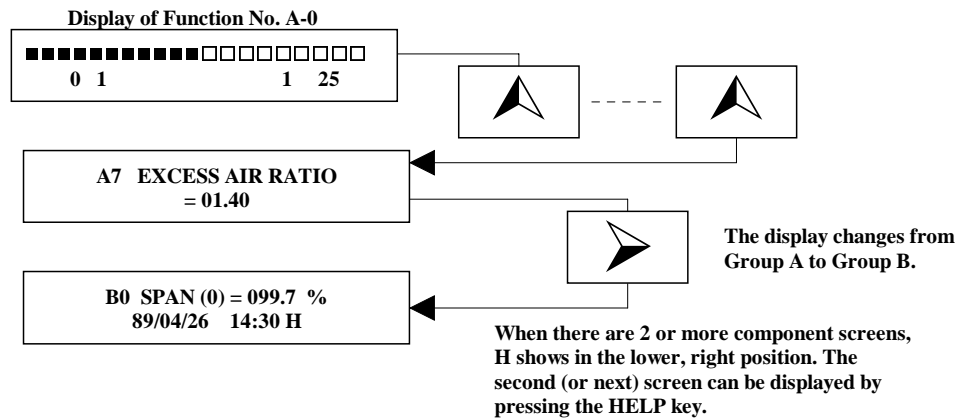 Display of Function No. A-0
0 1 1 25
A7 EXCESS AIR RATIO
= 01.40
The display changes from
Group A to Group B.
B0 SPAN (0) = 099.7 %
89/04/26 14:30 H
When there are 2 or more component screens,
H shows in the lower, right position. The
second (or next) screen can be displayed by
pressing the HELP key.